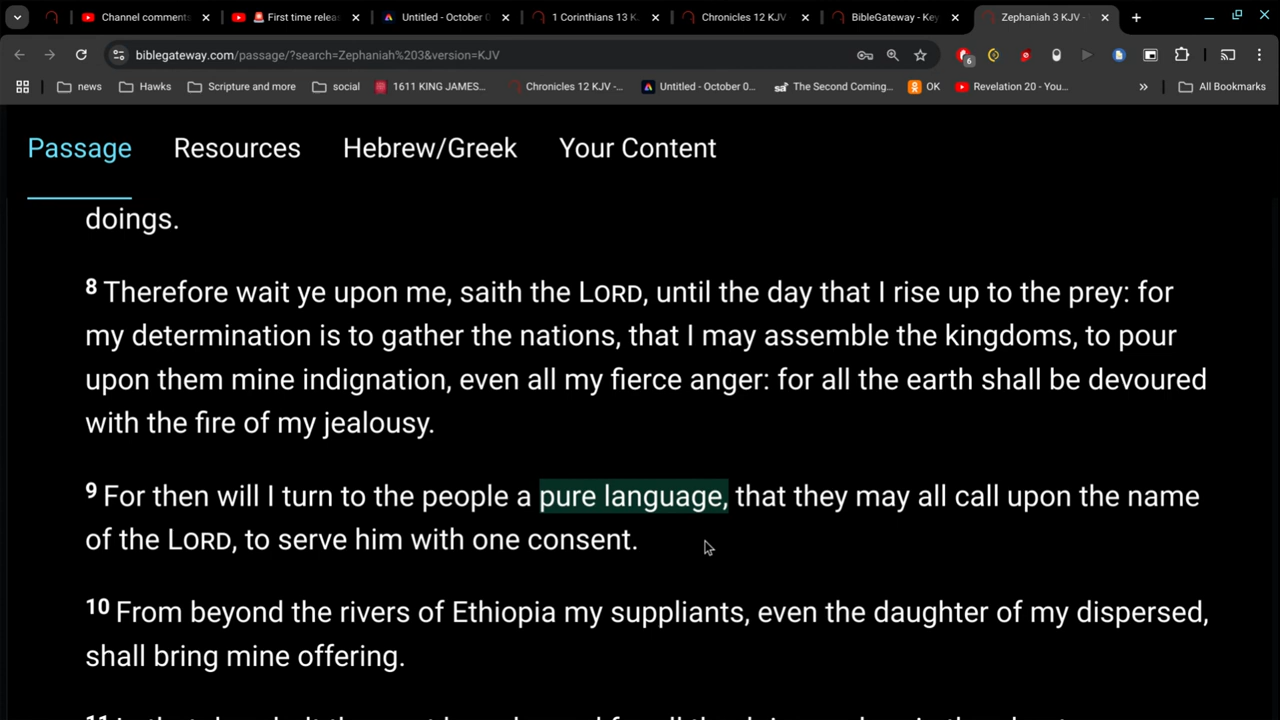 Channel comments
🚨 First time relea
Untitled - October 0
1 Corinthians 13 K
Chronicles 12 KJV
BibleGateway - Key
Zephaniah 3 KJV -
biblegateway.com/passage/?search=Zephaniah%203&version=KJV
6
news
Hawks
Scripture and more
social
1611 KING JAMES...
Chronicles 12 KJV -...
Untitled - October 0...
sa The Second Coming...
OK
Revelation 20 - You...
»
All Bookmarks
Passage
Resources
Hebrew/Greek
Your Content
doings.
8 Therefore wait ye upon me, saith the LORD, until the day that I rise up to the prey: for
my determination is to gather the nations, that I may assemble the kingdoms, to pour
upon them mine indignation, even all my fierce anger: for all the earth shall be devoured
with the fire of my jealousy.
9 For then will I turn to the people a pure language, that they may all call upon the name
of the LORD, to serve him with one consent.
10 From beyond the rivers of Ethiopia my suppliants, even the daughter of my dispersed,
shall bring mine offering.
11